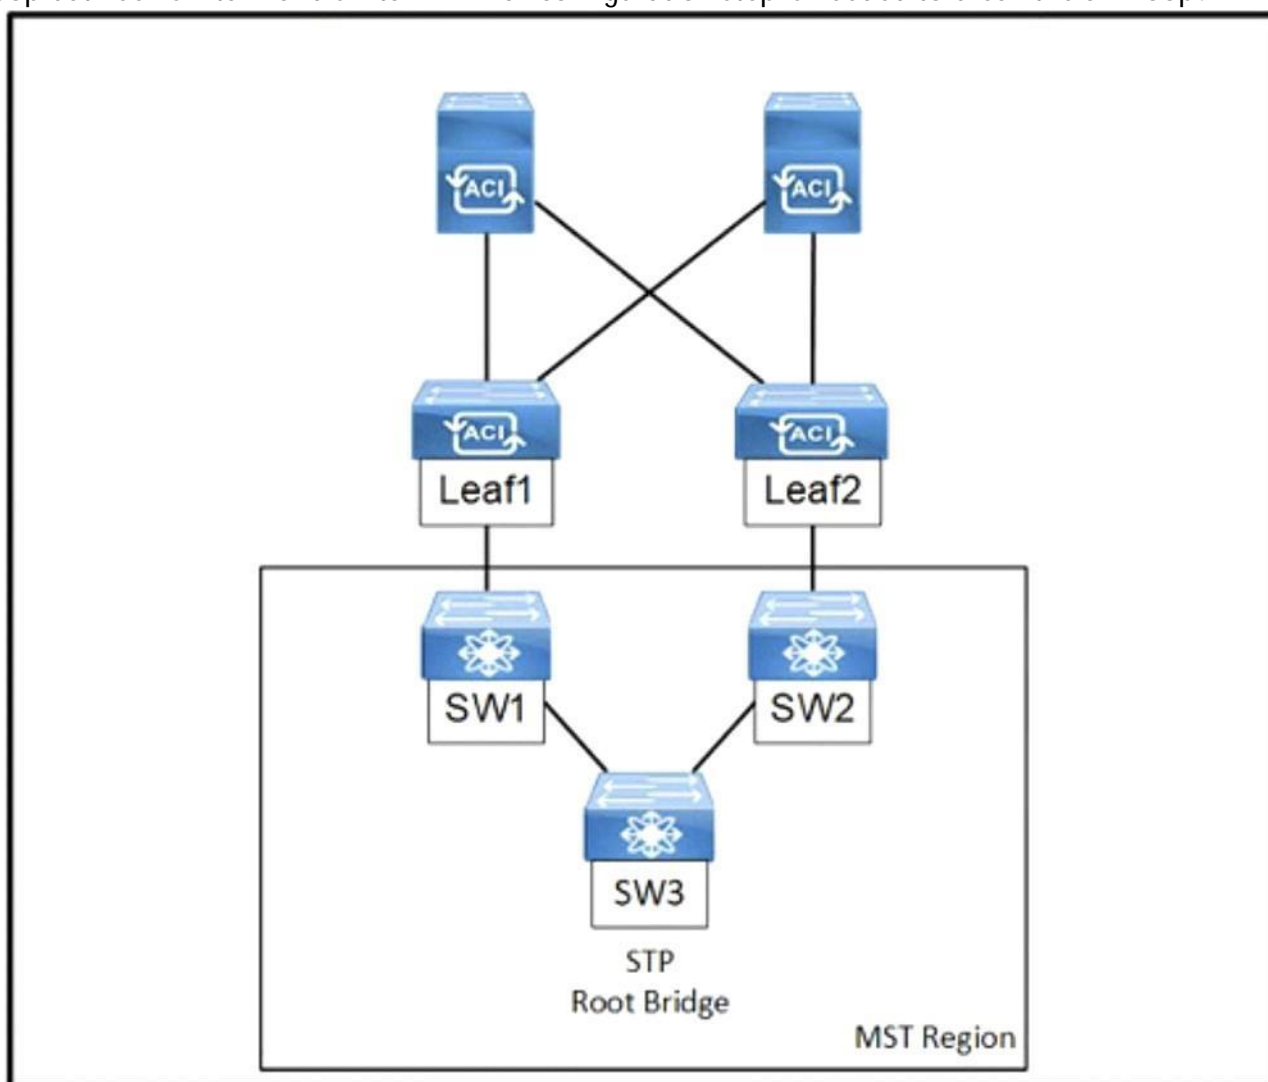 ACI
ACI
ACI
ACI
Leaf1
Leaf2
SW1
SW2
SW3
STP
Root Bridge
MST Region